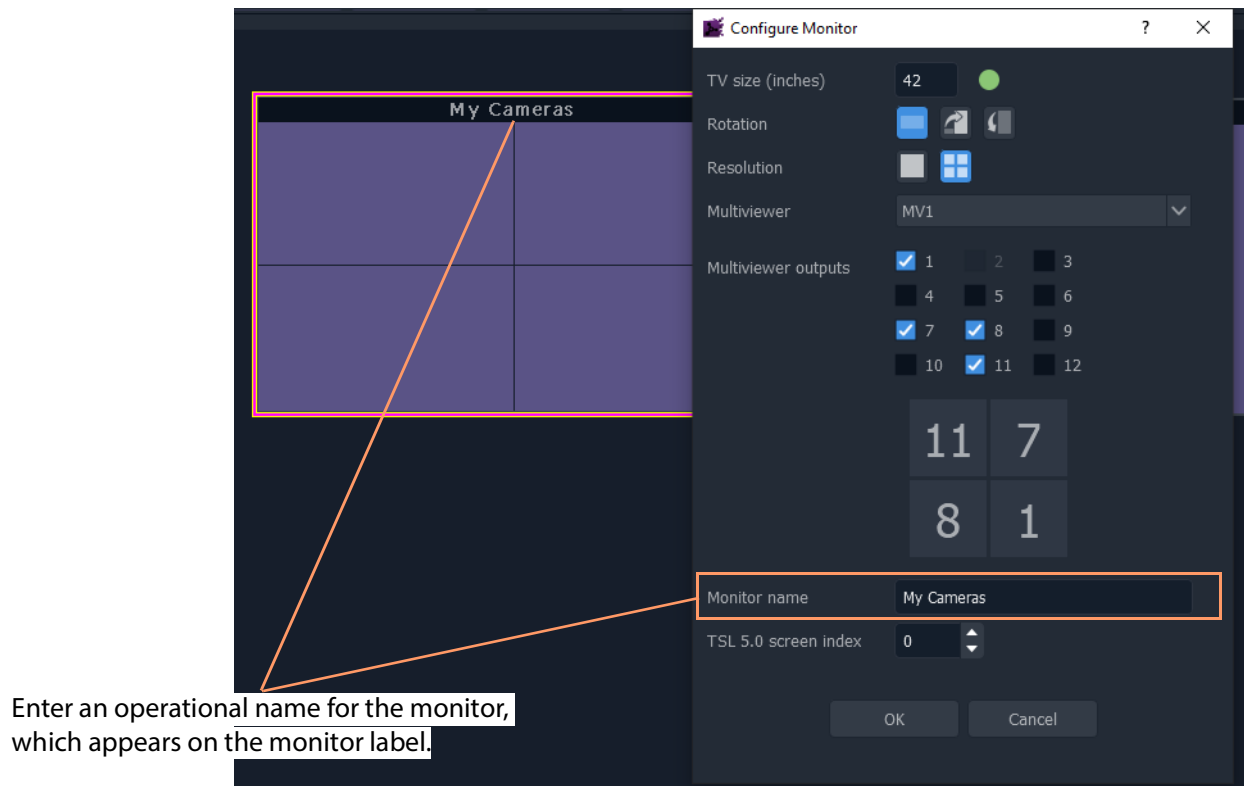 Configure Monitor ?
TV size (inches) 42
My Cameras
Rotation
Resolution
Multiviewer MV1
Multiviewer outputs 1 2 3
4 5 6
7 8 9
10 11 12
11 7
8 1
Monitor name My Cameras
TSL 5.0 screen index 0
Enter an operational name for the monitor,
which appears on the monitor label.
OK Cancel